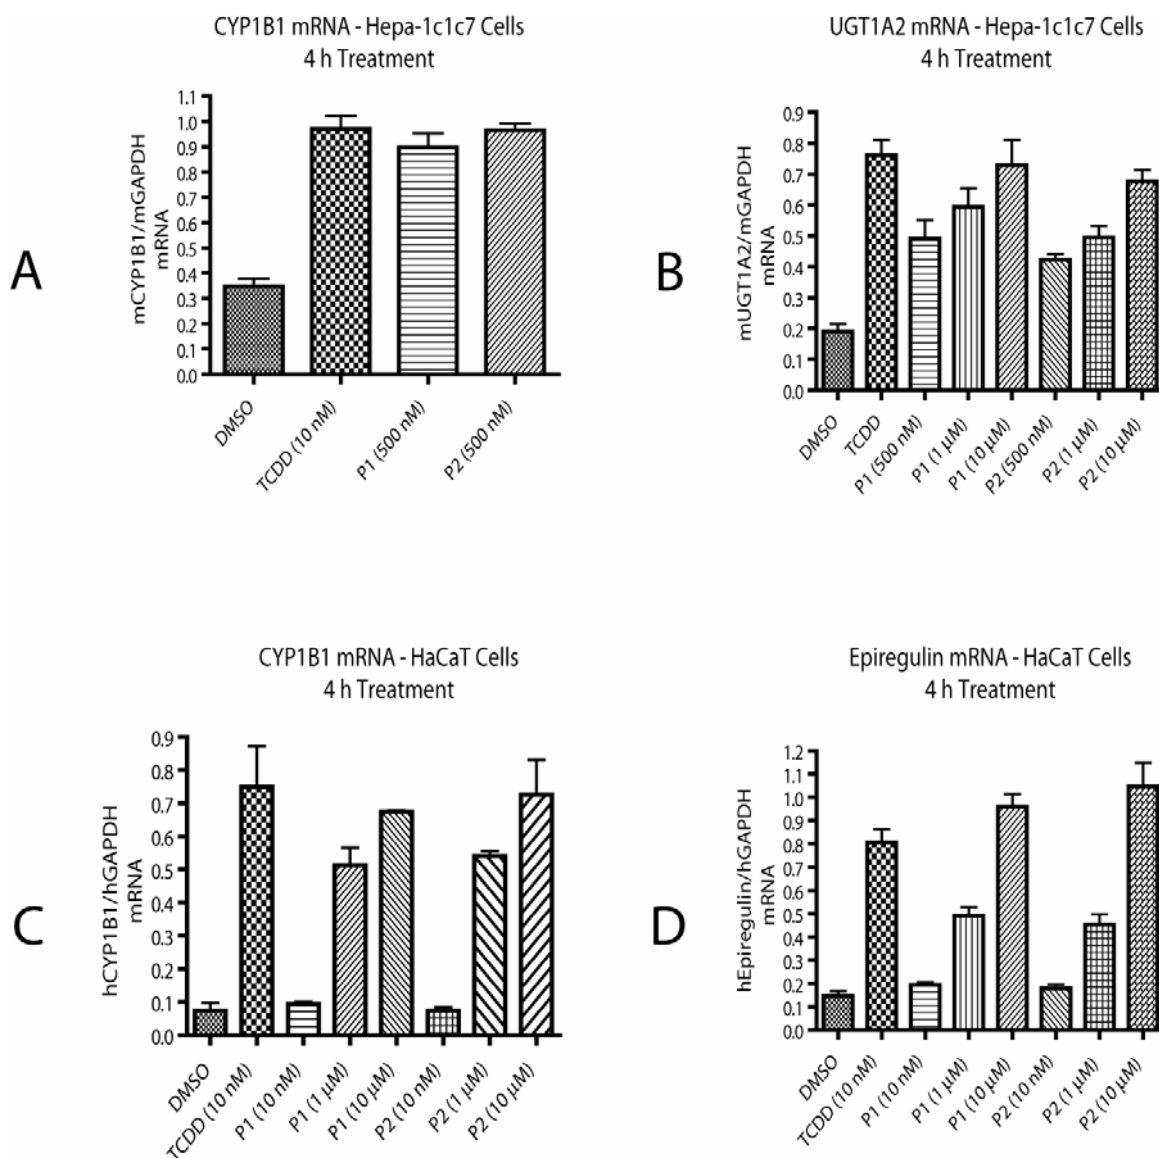 CYP1B1 mRNA - Hepa-1c1c7 Cells
4 h Treatment
A
mCYP1B1/mGAPDH
mRNA
1.1
1.0
0.9
0.8
0.7
0.6
0.5
0.4
0.3
0.2
0.1
0.0
DMSO
TCDD (10 nM)
P1 (500 nM)
P2 (500 nM)
UGT1A2 mRNA - Hepa-1c1c7 Cells
4 h Treatment
B
mUGT1A2/mGAPDH
mRNA
0.9
0.8
0.7
0.6
0.5
0.4
0.3
0.2
0.1
0.0
DMSO
TCDD
P1 (500 nM)
P1 (1 µM)
P1 (10 µM)
P2 (500 nM)
P2 (1 µM)
P2 (10 µM)
CYP1B1 mRNA - HaCaT Cells
4 h Treatment
C
hCYP1B1/hGAPDH
mRNA
0.9
0.8
0.7
0.6
0.5
0.4
0.3
0.2
0.1
0.0
DMSO
TCDD (10 nM)
P1 (10 nM)
P1 (1 µM)
P1 (10 µM)
P2 (10 nM)
P2 (1 µM)
P2 (10 µM)
Epiregulin mRNA - HaCaT Cells
4 h Treatment
D
hEpiregulin/hGAPDH
mRNA
1.2
1.1
1.0
0.9
0.8
0.7
0.6
0.5
0.4
0.3
0.2
0.1
0.0
DMSO
TCDD (10 nM)
P1 (10 nM)
P1 (1 µM)
P1 (10 µM)
P2 (10 nM)
P2 (1 µM)
P2 (10 µM)